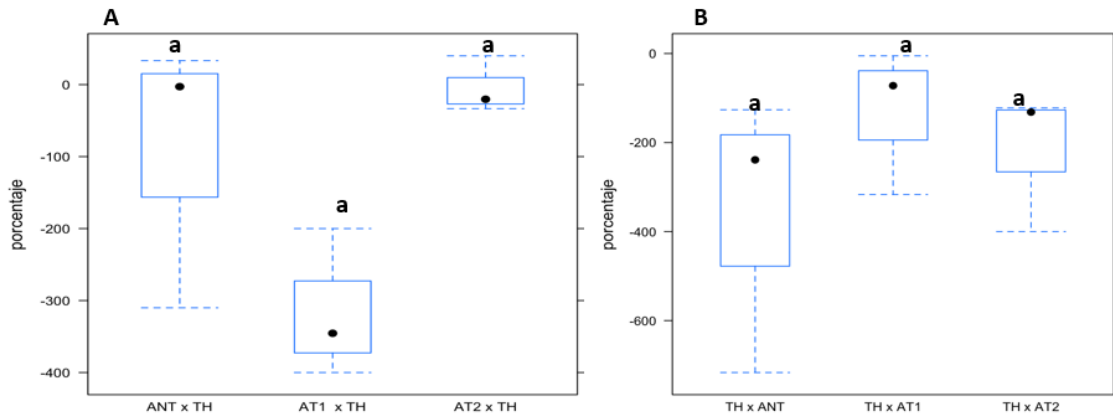 A
B
a
a
a
a
a
a
porcentaje
0
-100
-200
-300
-400
ANT x TH
AT1 x TH
AT2 x TH
porcentaje
0
-200
-400
-600
TH x ANT
TH x AT1
TH x AT2